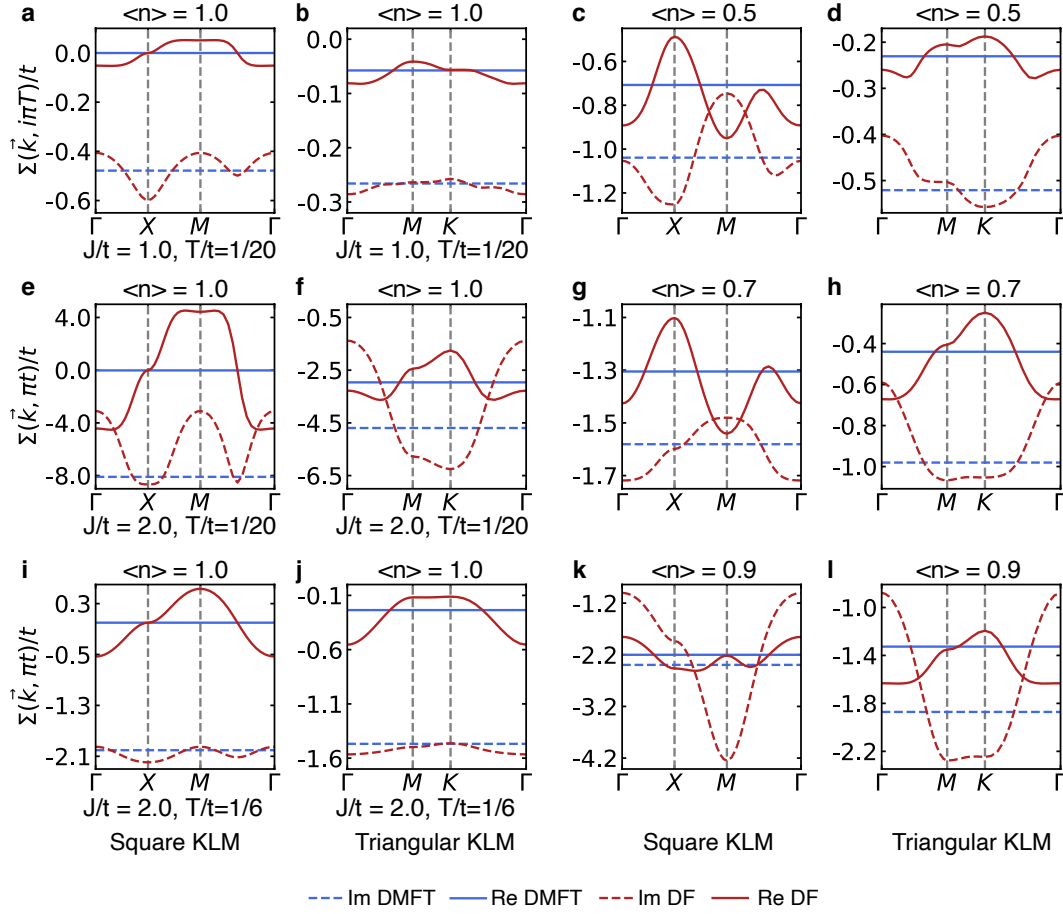 a <n> = 1.0
b <n> = 1.0
c <n> = 0.5
d <n> = 0.5
Σ(k⃗, iπT)/t
0.0
-0.2
-0.4
-0.6
Γ X M Γ
J/t = 1.0, T/t=1/20
0.0
-0.1
-0.2
-0.3
Γ M K Γ
J/t = 1.0, T/t=1/20
-0.6
-0.8
-1.0
-1.2
Γ X M Γ
-0.2
-0.3
-0.4
-0.5
Γ M K Γ
e <n> = 1.0
f <n> = 1.0
g <n> = 0.7
h <n> = 0.7
Σ(k⃗, πt)/t
4.0
0.0
-4.0
-8.0
Γ X M Γ
J/t = 2.0, T/t=1/20
-0.5
-2.5
-4.5
-6.5
Γ M K Γ
J/t = 2.0, T/t=1/20
-1.1
-1.3
-1.5
-1.7
Γ X M Γ
-0.4
-0.6
-0.8
-1.0
Γ M K Γ
i <n> = 1.0
j <n> = 1.0
k <n> = 0.9
l <n> = 0.9
Σ(k⃗, πt)/t
0.3
-0.5
-1.3
-2.1
Γ X M Γ
J/t = 2.0, T/t=1/6
-0.1
-0.6
-1.1
-1.6
Γ M K Γ
J/t = 2.0, T/t=1/6
-1.2
-2.2
-3.2
-4.2
Γ X M Γ
-1.0
-1.4
-1.8
-2.2
Γ M K Γ
Square KLM
Triangular KLM
Square KLM
Triangular KLM
Im DMFT Re DMFT Im DF Re DF